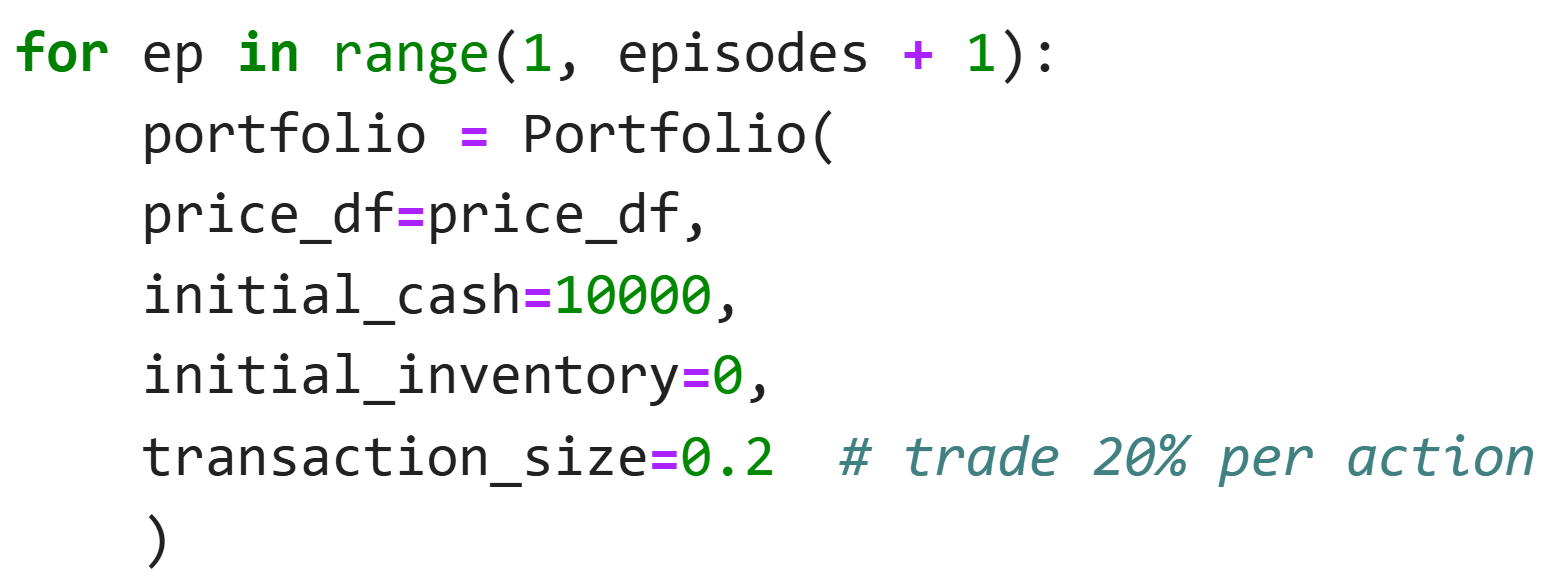 for ep in range(1, episodes + 1):
    portfolio = Portfolio(
    price_df=price_df,
    initial_cash=10000,
    initial_inventory=0,
    transaction_size=0.2  # trade 20% per action
    )